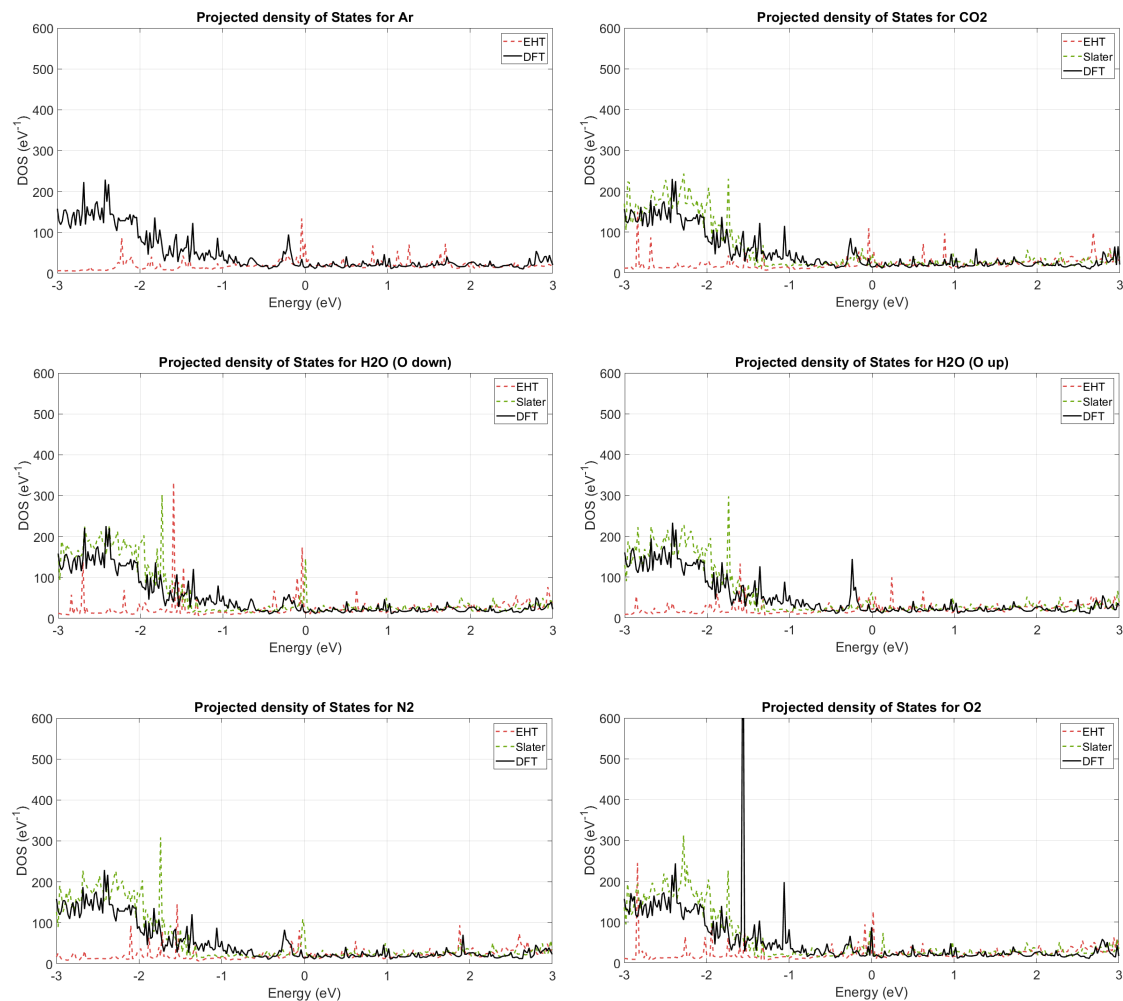 Projected density of States for Ar
600
500
400
300
200
100
0
DOS (eV-1)
-3
-2
-1
0
1
2
3
Energy (eV)
EHT
DFT
Projected density of States for CO2
600
500
400
300
200
100
0
DOS (eV-1)
-3
-2
-1
0
1
2
3
Energy (eV)
EHT
Slater
DFT
Projected density of States for H2O (O down)
600
500
400
300
200
100
0
DOS (eV-1)
-3
-2
-1
0
1
2
3
Energy (eV)
EHT
Slater
DFT
Projected density of States for H2O (O up)
600
500
400
300
200
100
0
DOS (eV-1)
-3
-2
-1
0
1
2
3
Energy (eV)
EHT
Slater
DFT
Projected density of States for N2
600
500
400
300
200
100
0
DOS (eV-1)
-3
-2
-1
0
1
2
3
Energy (eV)
EHT
Slater
DFT
Projected density of States for O2
600
500
400
300
200
100
0
DOS (eV-1)
-3
-2
-1
0
1
2
3
Energy (eV)
EHT
Slater
DFT